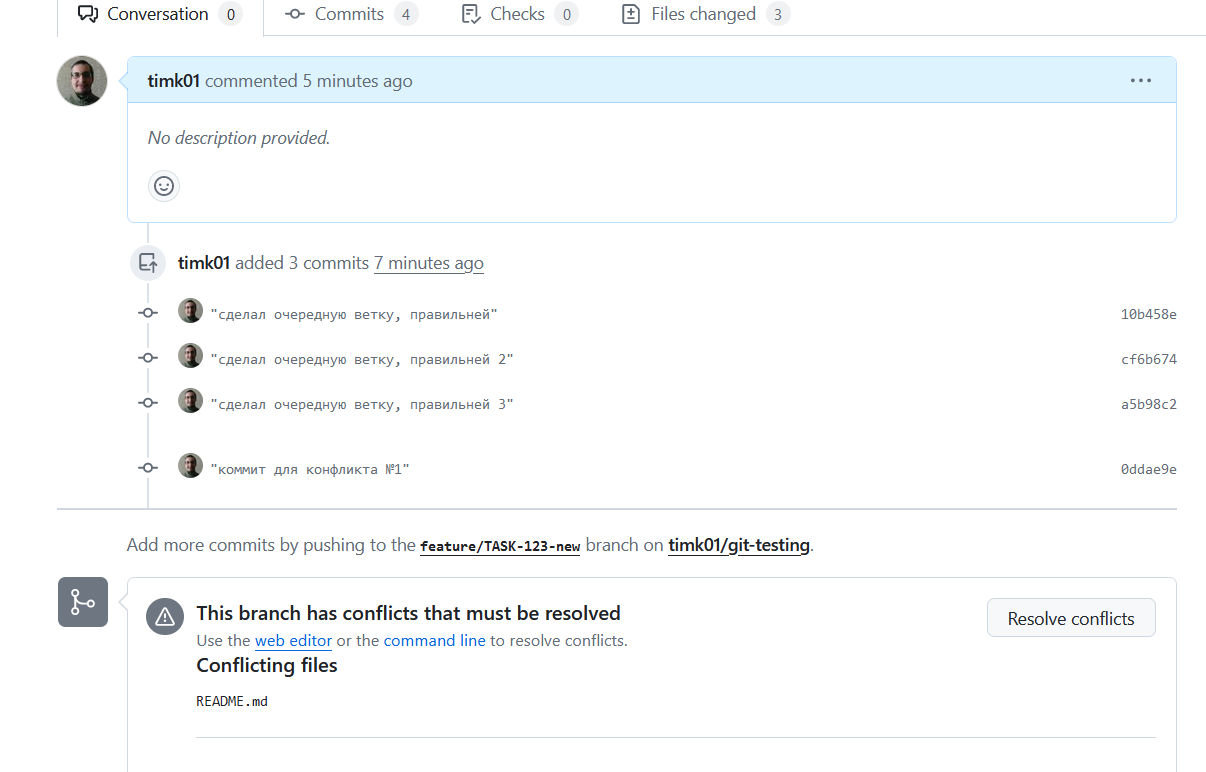 Conversation 0 Commits 4 Checks 0 Files changed 3
timk01 commented 5 minutes ago
No description provided.
timk01 added 3 commits 7 minutes ago
"сделал очередную ветку, правильней" 10b458e
"сделал очередную ветку, правильней 2" cf6b674
"сделал очередную ветку, правильней 3" a5b98c2
"коммит для конфликта №1" 0ddae9e
Add more commits by pushing to the feature/TASK-123-new branch on timk01/git-testing.
This branch has conflicts that must be resolved
Resolve conflicts
Use the web editor or the command line to resolve conflicts.
Conflicting files
README.md